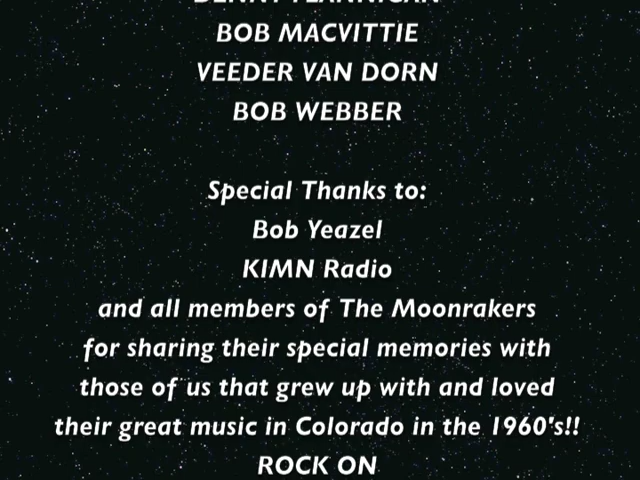 DENNY FLANNIGAN
BOB MACVITTIE
VEEDER VAN DORN
BOB WEBBER
Special Thanks to:
Bob Yeazel
KIMN Radio
and all members of The Moonrakers
for sharing their special memories with
those of us that grew up with and loved
their great music in Colorado in the 1960's!!
ROCK ON